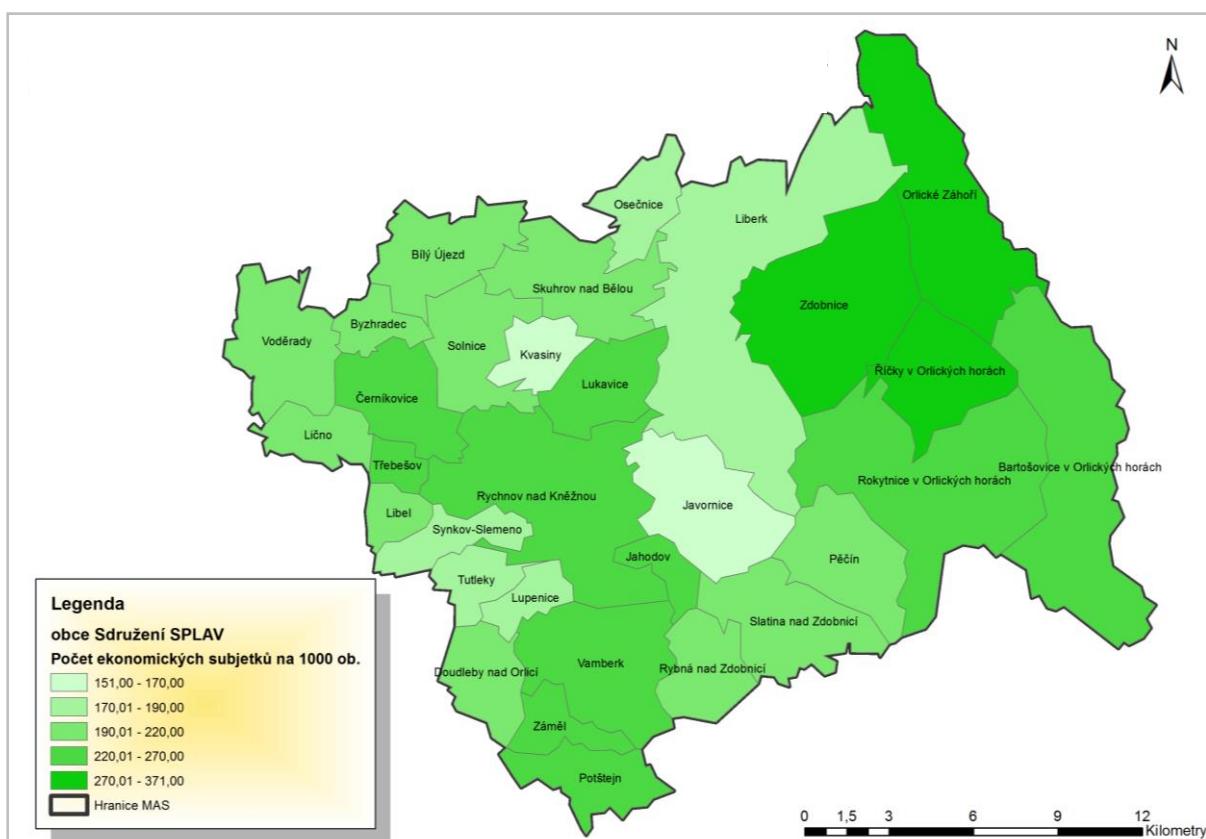 N
Osečnice
Orlické Záhoří
Liberk
Bílý Újezd
Skuhrov nad Bělou
Zdobnice
Byzhradec
Voděrady
Solnice
Kvasiny
Říčky v Orlických horách
Lukavice
Černíkovice
Lično
Třebešov
Bartošovice v Orlických horách
Rokytnice v Orlických horách
Rychnov nad Kněžnou
Javornice
Libel
Synkov-Slemeno
Jahodov
Pěčín
Tutleky
Lupenice
Slatina nad Zdobnicí
Doudleby nad Orlicí
Vamberk
Rybná nad Zdobnicí
Záměl
Potštejn
Legenda
obce Sdružení SPLAV
Počet ekonomických subjetků na 1000 ob.
151,00 - 170,00
170,01 - 190,00
190,01 - 220,00
220,01 - 270,00
270,01 - 371,00
Hranice MAS
0 1,5 3 6 9 12
Kilometry